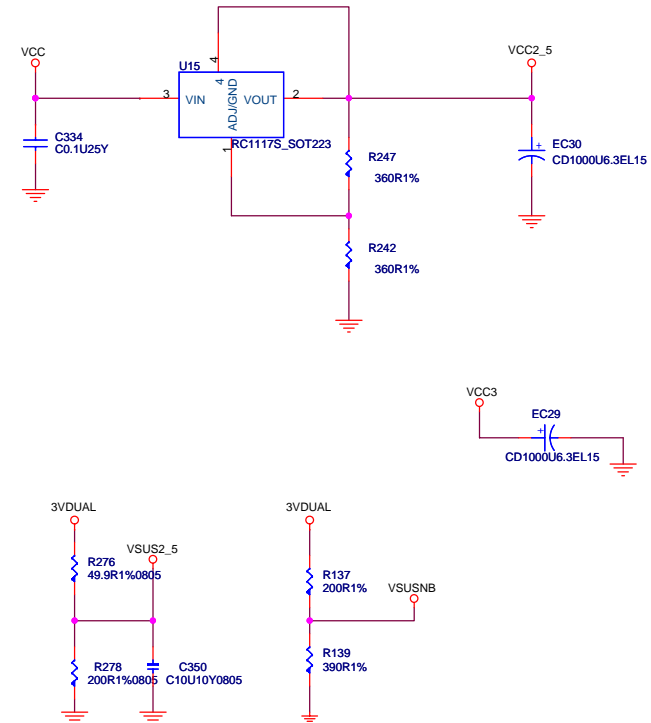 VCC
VCC2_5
U15
4
4
3
VIN
VOUT
2
ADJ/GND
1
RC1117S_SOT223
C334
C0.1U25Y
R247
360R1%
EC30
+
CD1000U6.3EL15
R242
360R1%
VCC3
EC29
+
CD1000U6.3EL15
3VDUAL
3VDUAL
VSUS2_5
R276
49.9R1%0805
R137
200R1%
VSUSNB
R278
200R1%0805
C350
C10U10Y0805
R139
390R1%